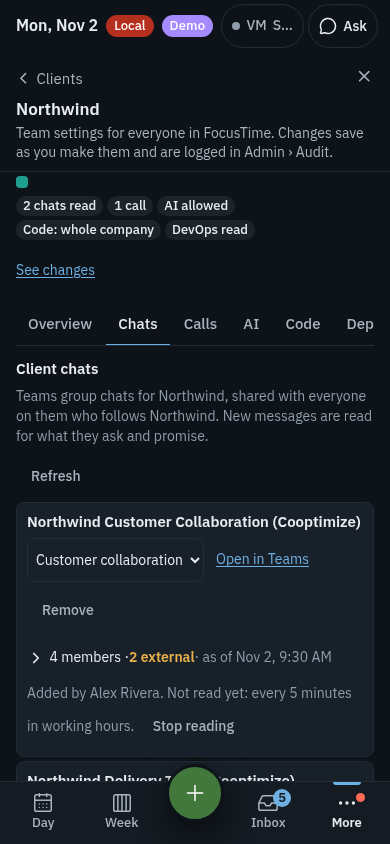 Mon, Nov 2 Local Demo VM S... Ask
Clients
Northwind
Team settings for everyone in FocusTime. Changes save
as you make them and are logged in Admin › Audit.
2 chats read 1 call AI allowed
Code: whole company DevOps read
See changes
Overview Chats Calls AI Code Dep
Client chats
Teams group chats for Northwind, shared with everyone
on them who follows Northwind. New messages are read
for what they ask and promise.
Refresh
Northwind Customer Collaboration (Cooptimize)
Customer collaboration Open in Teams
Remove
4 members · 2 external · as of Nov 2, 9:30 AM
Added by Alex Rivera. Not read yet: every 5 minutes
in working hours. Stop reading
Northwind Delivery
Day Week Inbox 5 More